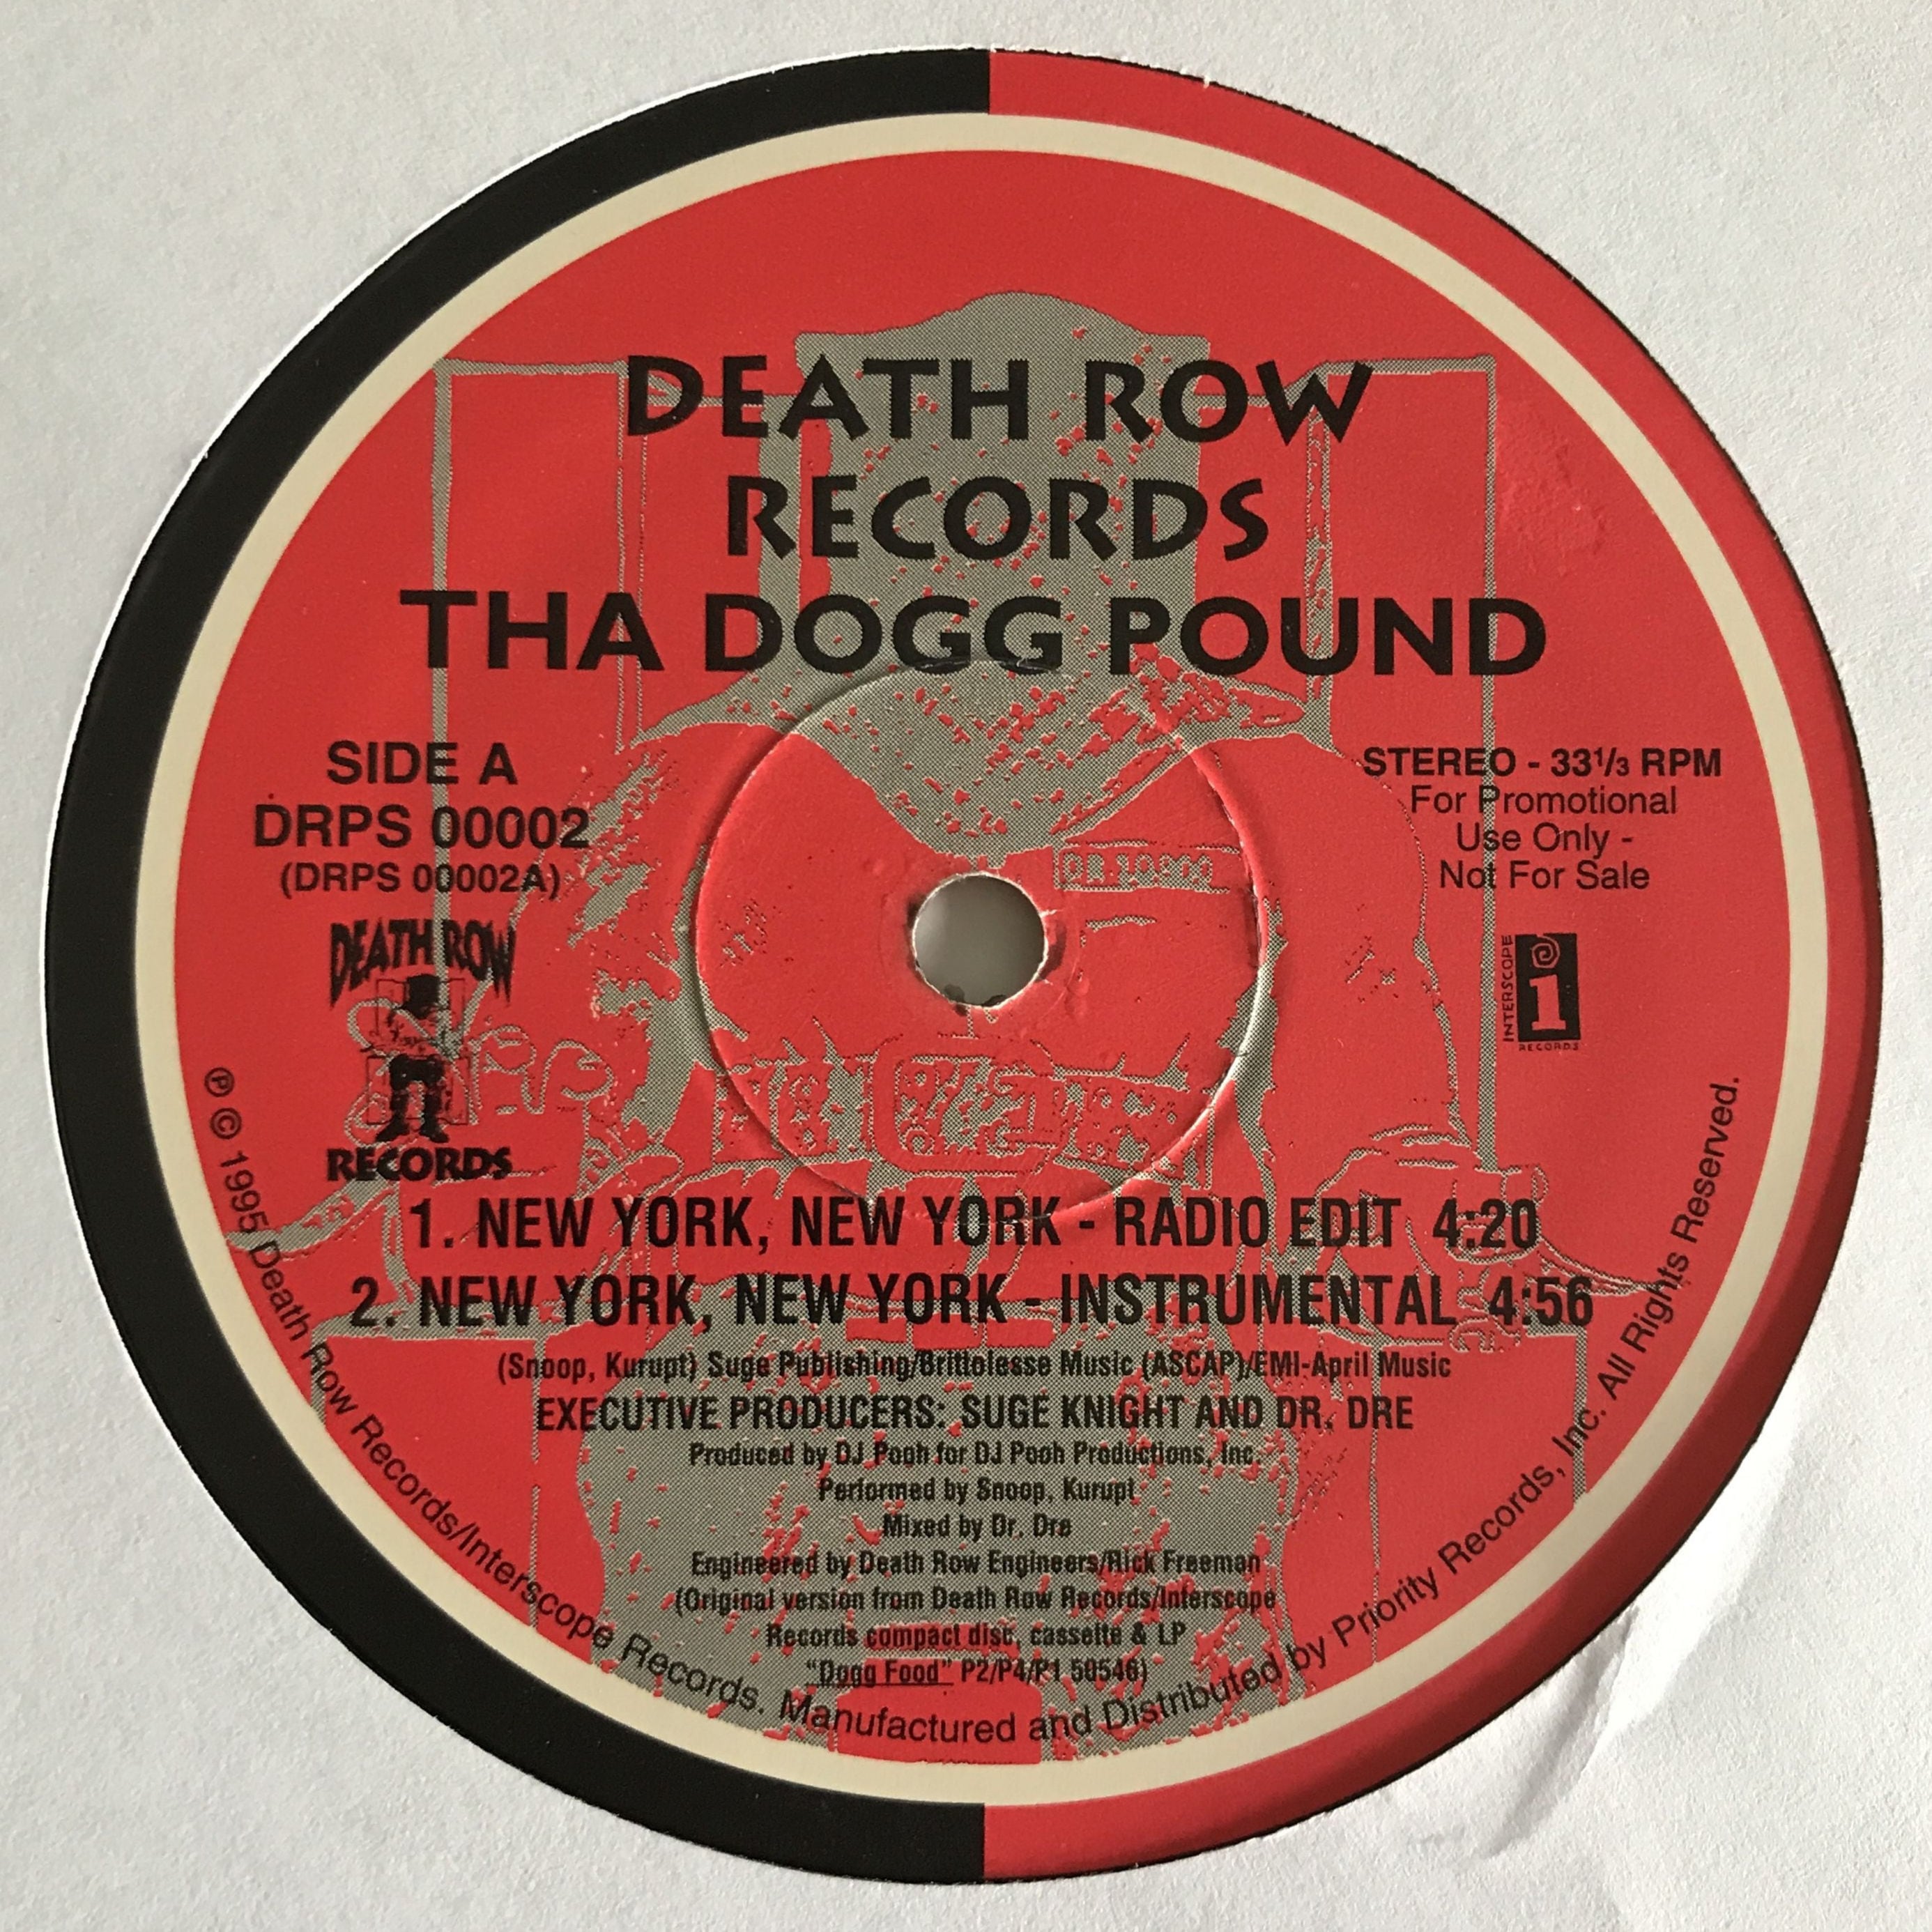 DEATH ROW
RECORDS
THA DOGG POUND
SIDE A
DRPS 00002
(DRPS 00002A)
STEREO - 33 1/3 RPM
For Promotional
Use Only -
Not For Sale
DEATH ROW
RECORDS
INTERSCOPE
i
RECORDS
1. NEW YORK, NEW YORK - RADIO EDIT 4:20
2. NEW YORK, NEW YORK - INSTRUMENTAL 4:56
(Snoop, Kurupt) Suge Publishing/Brittolesse Music (ASCAP)/EMI-April Music
EXECUTIVE PRODUCERS: SUGE KNIGHT AND DR. DRE
Produced by DJ Pooh for DJ Pooh Productions, Inc.
Performed by Snoop, Kurupt
Mixed by Dr. Dre
Engineered by Death Row Engineers/Rick Freeman
(Original version from Death Row Records/Interscope
Records compact disc, cassette & LP
"Dogg Food" P2/P4/P1 50546)
℗ © 1995 Death Row Records/Interscope Records. Manufactured and Distributed by Priority Records, Inc. All Rights Reserved.